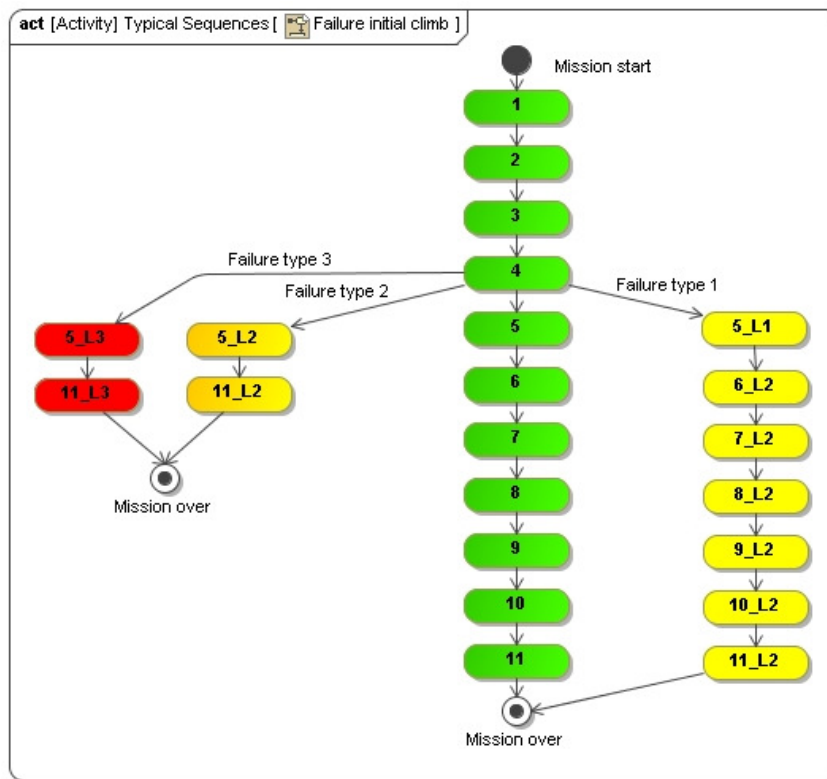 act [Activity] Typical Sequences [ Failure initial climb ]
Mission start
1
2
3
4
Failure type 3
Failure type 2
Failure type 1
5_L3
5_L2
5
5_L1
11_L3
11_L2
6
6_L2
7
7_L2
Mission over
8
8_L2
9
9_L2
10
10_L2
11
11_L2
Mission over